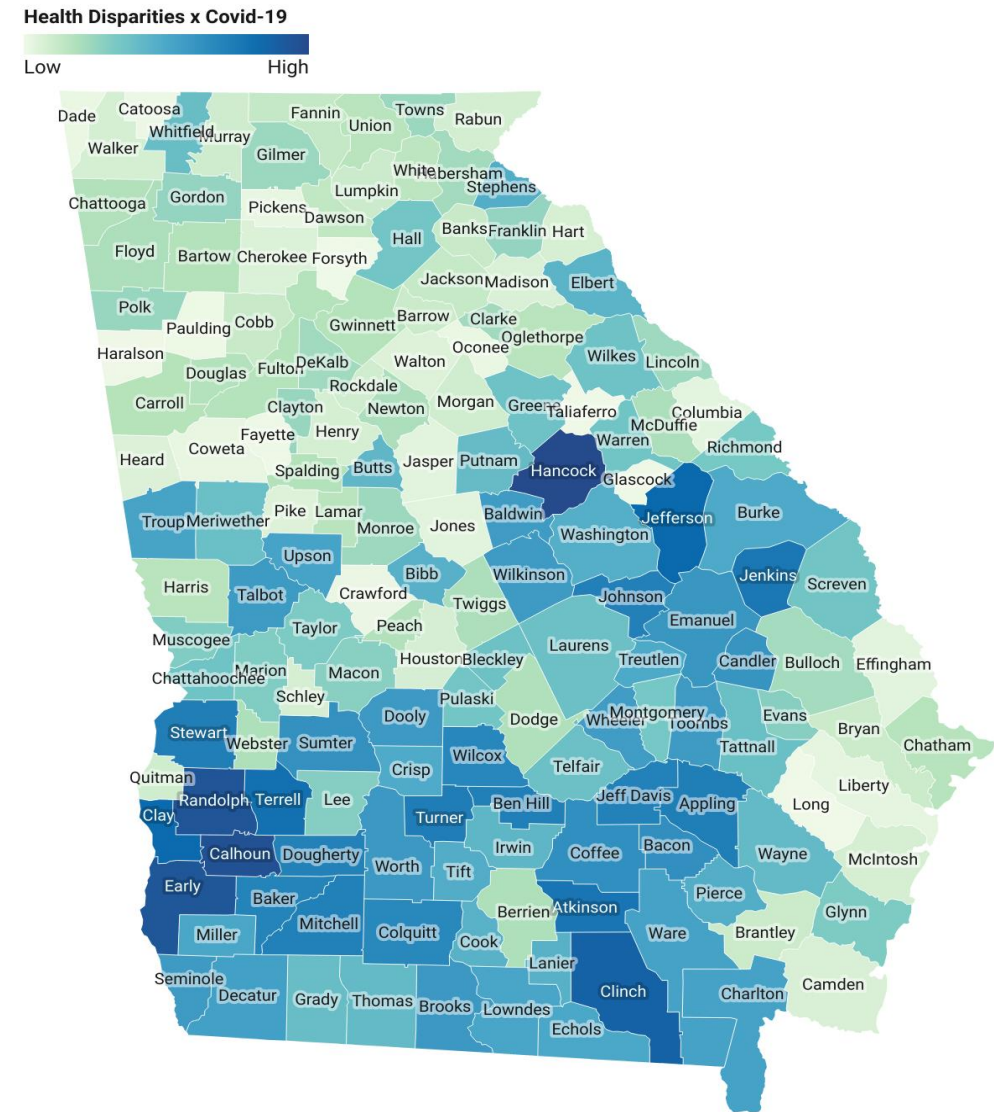 Health Disparities x Covid-19
Low High
Dade
Catoosa
Whitfield
Murray
Fannin
Union
Towns
Rabun
Walker
Gilmer
White
Habersham
Stephens
Lumpkin
Chattooga
Gordon
Pickens
Dawson
Hall
Banks
Franklin
Hart
Floyd
Bartow
Cherokee
Forsyth
Jackson
Madison
Elbert
Polk
Paulding
Cobb
Gwinnett
Barrow
Clarke
Oglethorpe
Oconee
Haralson
Douglas
Fulton
DeKalb
Walton
Wilkes
Lincoln
Rockdale
Carroll
Clayton
Newton
Morgan
Greene
Taliaferro
Columbia
McDuffie
Warren
Richmond
Heard
Coweta
Fayette
Henry
Spalding
Butts
Jasper
Putnam
Hancock
Glascock
Troup
Meriwether
Pike
Lamar
Monroe
Jones
Baldwin
Washington
Jefferson
Burke
Upson
Bibb
Wilkinson
Jenkins
Screven
Harris
Talbot
Crawford
Twiggs
Johnson
Emanuel
Muscogee
Taylor
Peach
Laurens
Chattahoochee
Marion
Macon
Houston
Bleckley
Treutlen
Candler
Bulloch
Effingham
Schley
Pulaski
Stewart
Webster
Sumter
Dooly
Dodge
Wheeler
Montgomery
Toombs
Evans
Tattnall
Bryan
Chatham
Quitman
Crisp
Wilcox
Telfair
Liberty
Long
Randolph
Terrell
Lee
Clay
Turner
Ben Hill
Jeff Davis
Appling
Calhoun
Dougherty
Worth
Irwin
Coffee
Bacon
Wayne
McIntosh
Early
Tift
Baker
Mitchell
Berrien
Atkinson
Pierce
Glynn
Miller
Colquitt
Cook
Ware
Brantley
Lanier
Seminole
Decatur
Grady
Thomas
Brooks
Lowndes
Echols
Clinch
Charlton
Camden